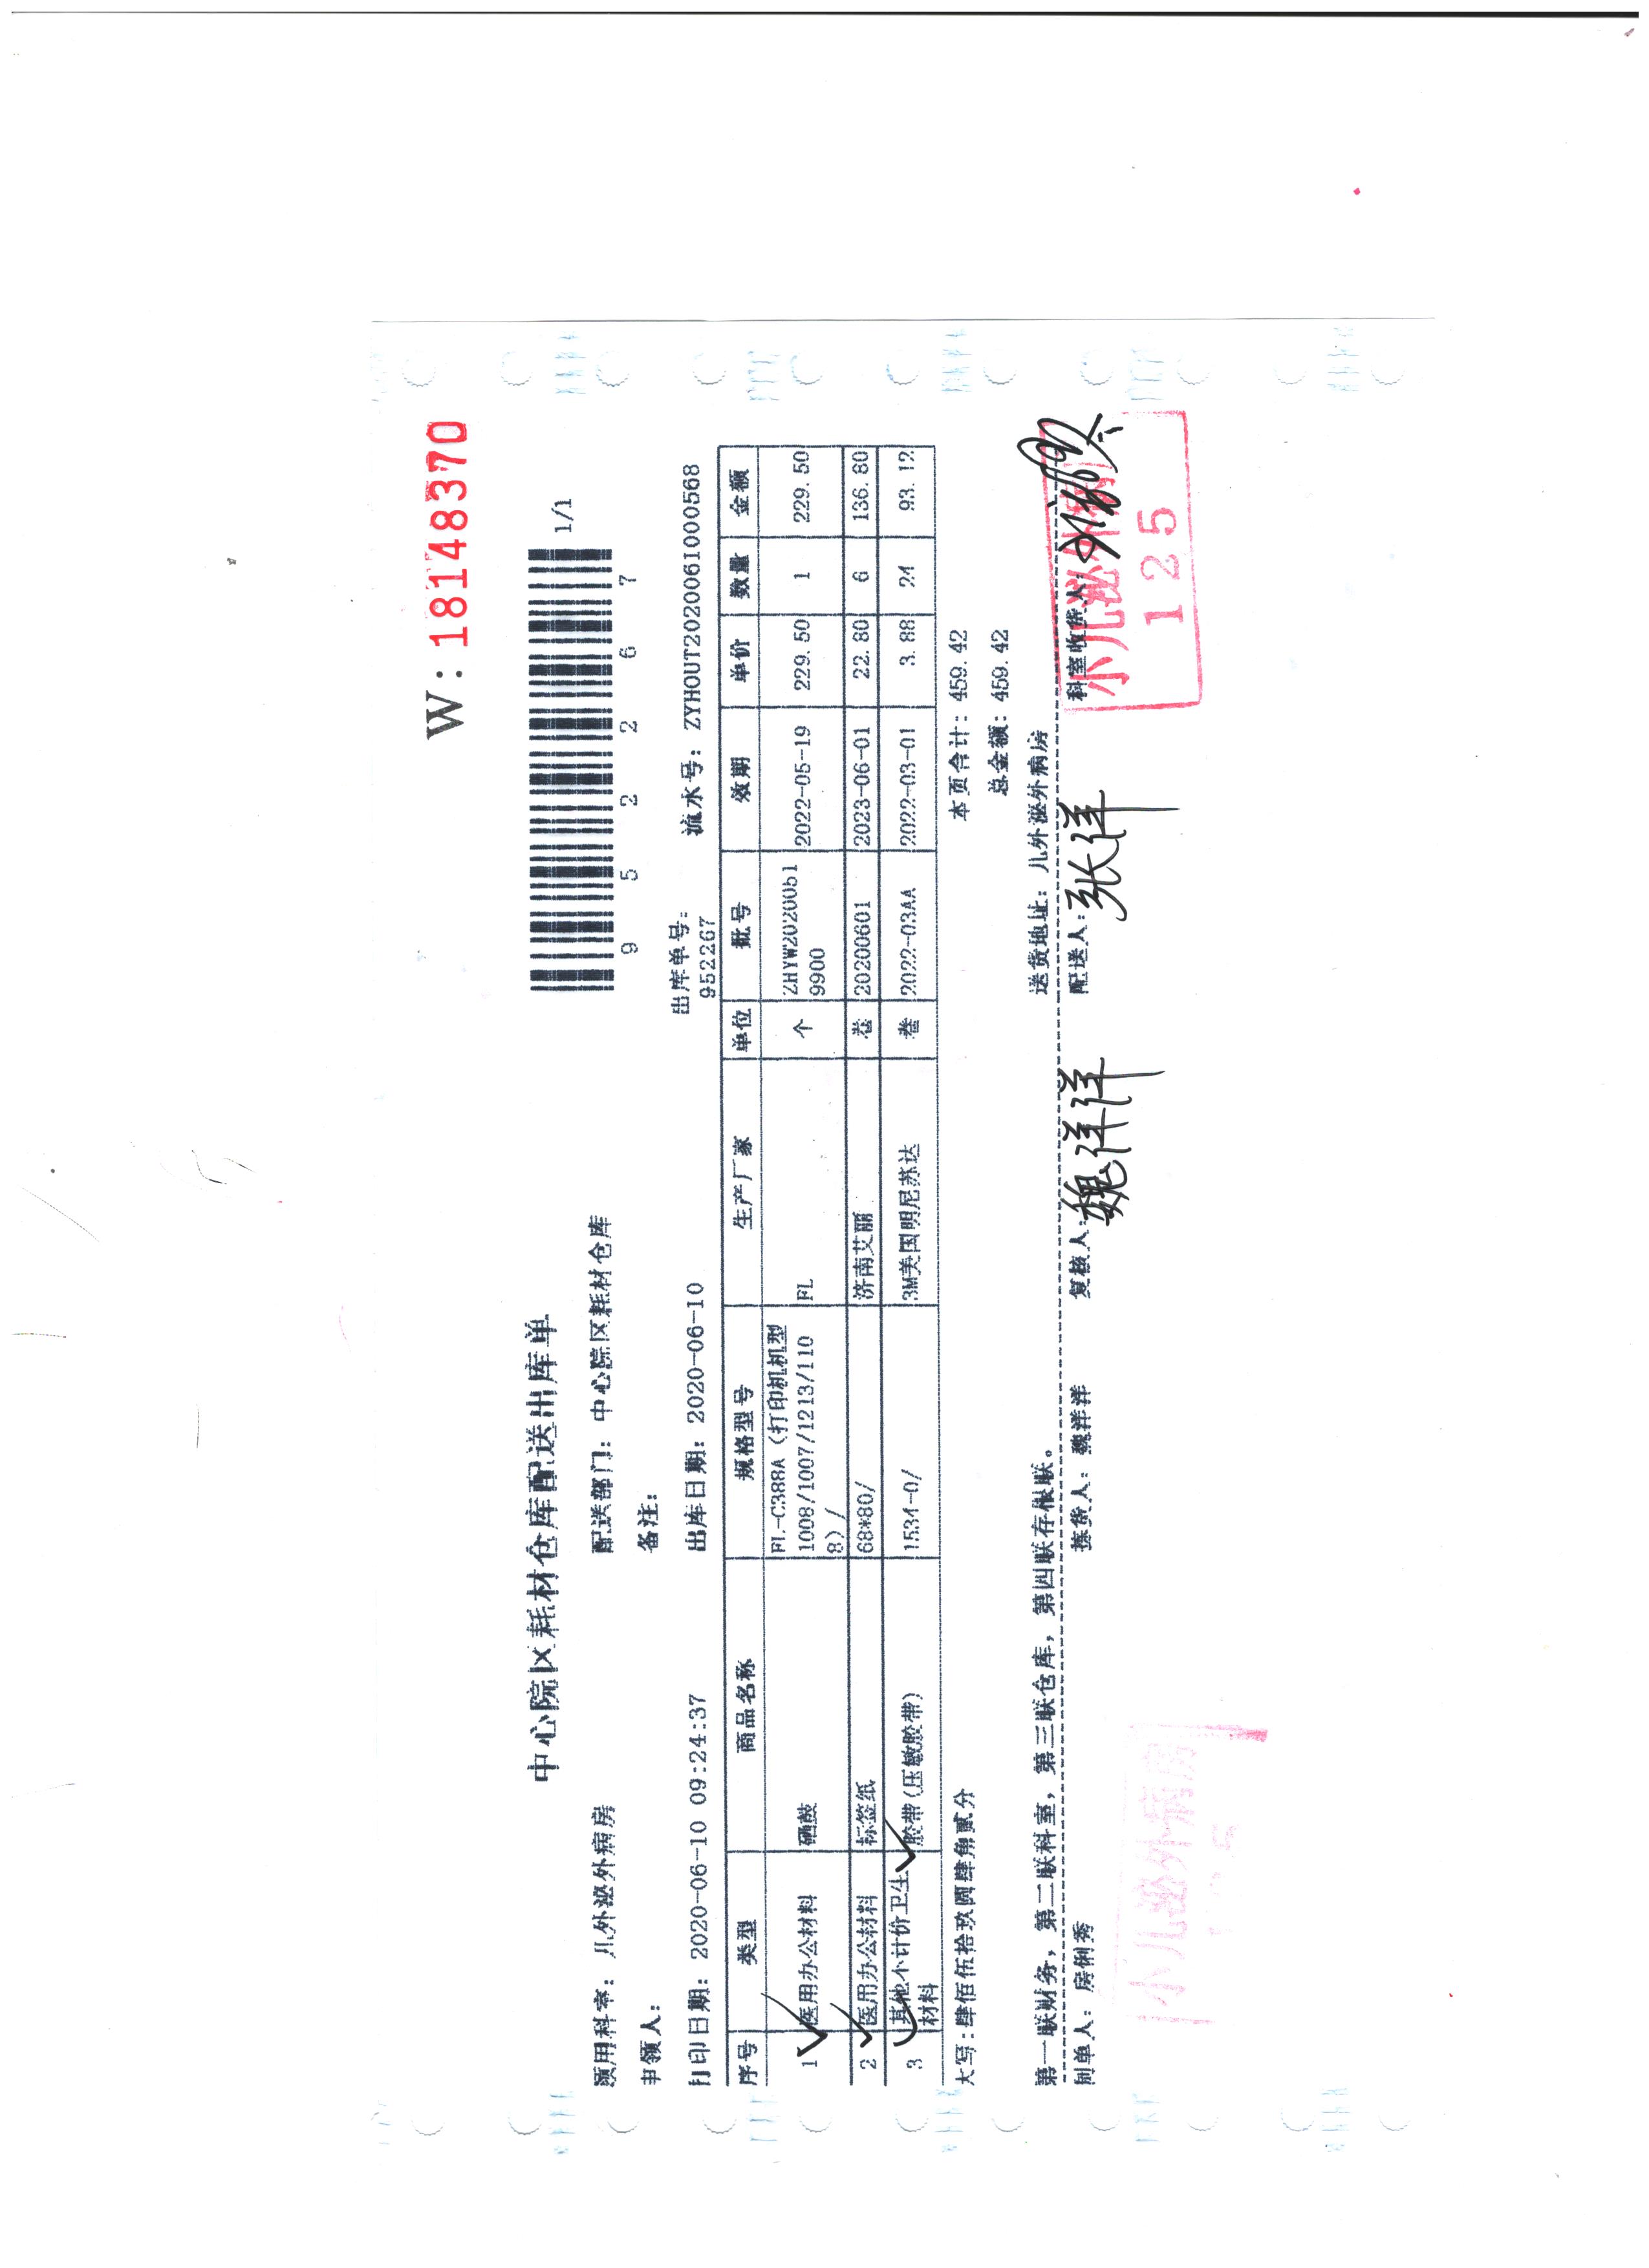 W: 18148370
中心院区耗材仓库配送出库单
1/1
9 5 2 2 6 7
领用科室: 儿外泌外病房 配送部门: 中心院区耗材仓库
申领人: 备注: 出库单号: 952267
打印日期: 2020-06-10 09:24:37 出库日期: 2020-06-10 流水号: ZYHOUT2020061000568
序号 类型 商品名称 规格型号 生产厂家 单位 批号 效期 单价 数量 金额
1 医用办公材料 硒鼓 FL-C388A (打印机机型1008/1007/1213/1108)/ FL 个 ZHYW2020051 9900 2022-05-19 229.50 1 229.50
2 医用办公材料 标签纸 68*80/ 济南艾丽 卷 20200601 2023-06-01 22.80 6 136.80
3 其他不计价卫生材料 胶带(压敏胶带) 1534-0/ 3M美国明尼苏达 卷 2022-03AA 2022-03-01 3.88 24 93.12
大写:肆佰伍拾玖圆肆角贰分 本页合计: 459.42
总金额: 459.42
第一联财务, 第二联科室, 第三联仓库, 第四联存根联。 送货地址: 儿外泌外病房
制单人: 房俐秀 拣货人: 魏洋洋 复核人: 魏洋洋 配送人: 张洋 科室收货人:
小儿泌外病房
125
小儿泌外病房